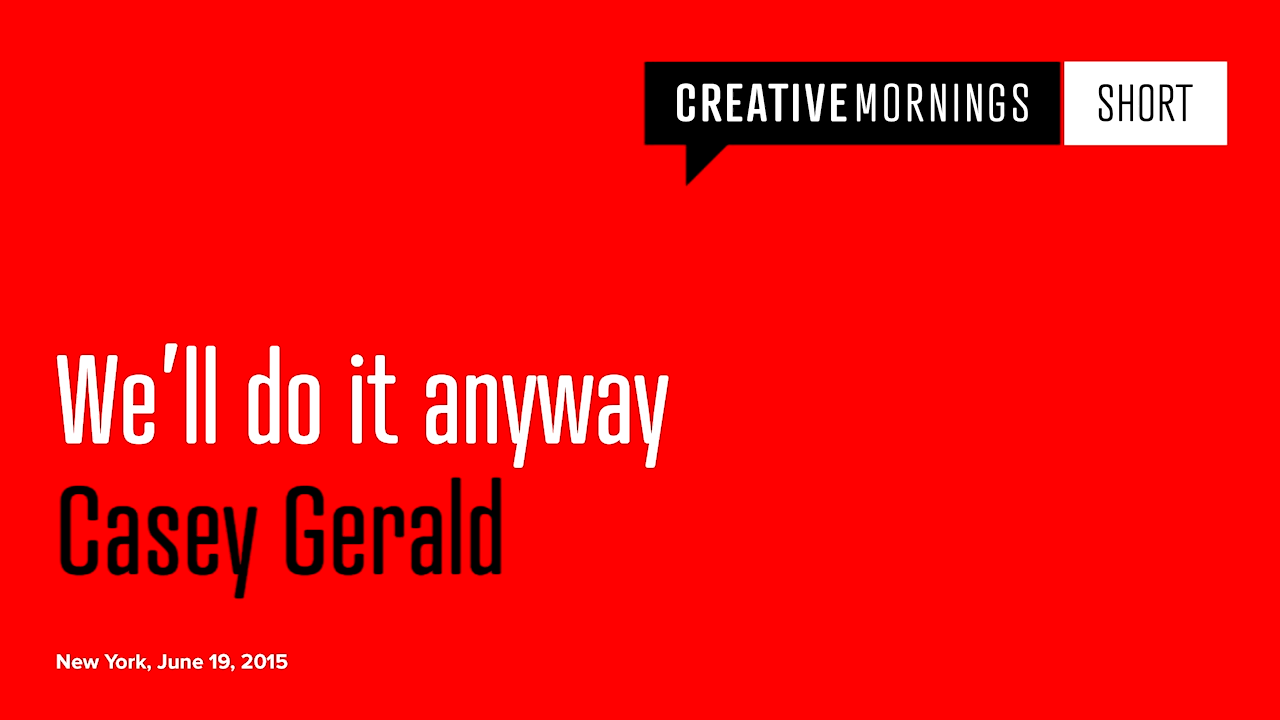 CREATIVEMORNINGS SHORT
We'll do it anyway
Casey Gerald
New York, June 19, 2015